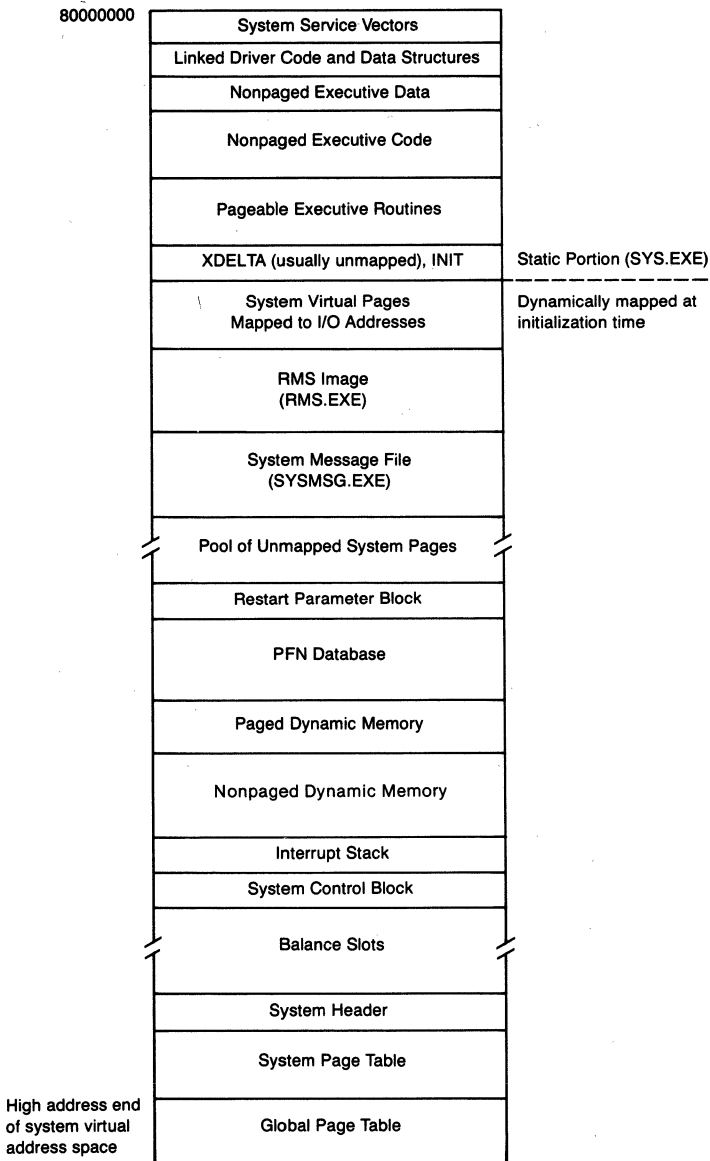 80000000
System Service Vectors
Linked Driver Code and Data Structures
Nonpaged Executive Data
Nonpaged Executive Code
Pageable Executive Routines
XDELTA (usually unmapped), INIT
Static Portion (SYS.EXE)
System Virtual Pages
Mapped to I/O Addresses
Dynamically mapped at
initialization time
RMS Image
(RMS.EXE)
System Message File
(SYSMSG.EXE)
Pool of Unmapped System Pages
Restart Parameter Block
PFN Database
Paged Dynamic Memory
Nonpaged Dynamic Memory
Interrupt Stack
System Control Block
Balance Slots
System Header
System Page Table
High address end
of system virtual
address space
Global Page Table